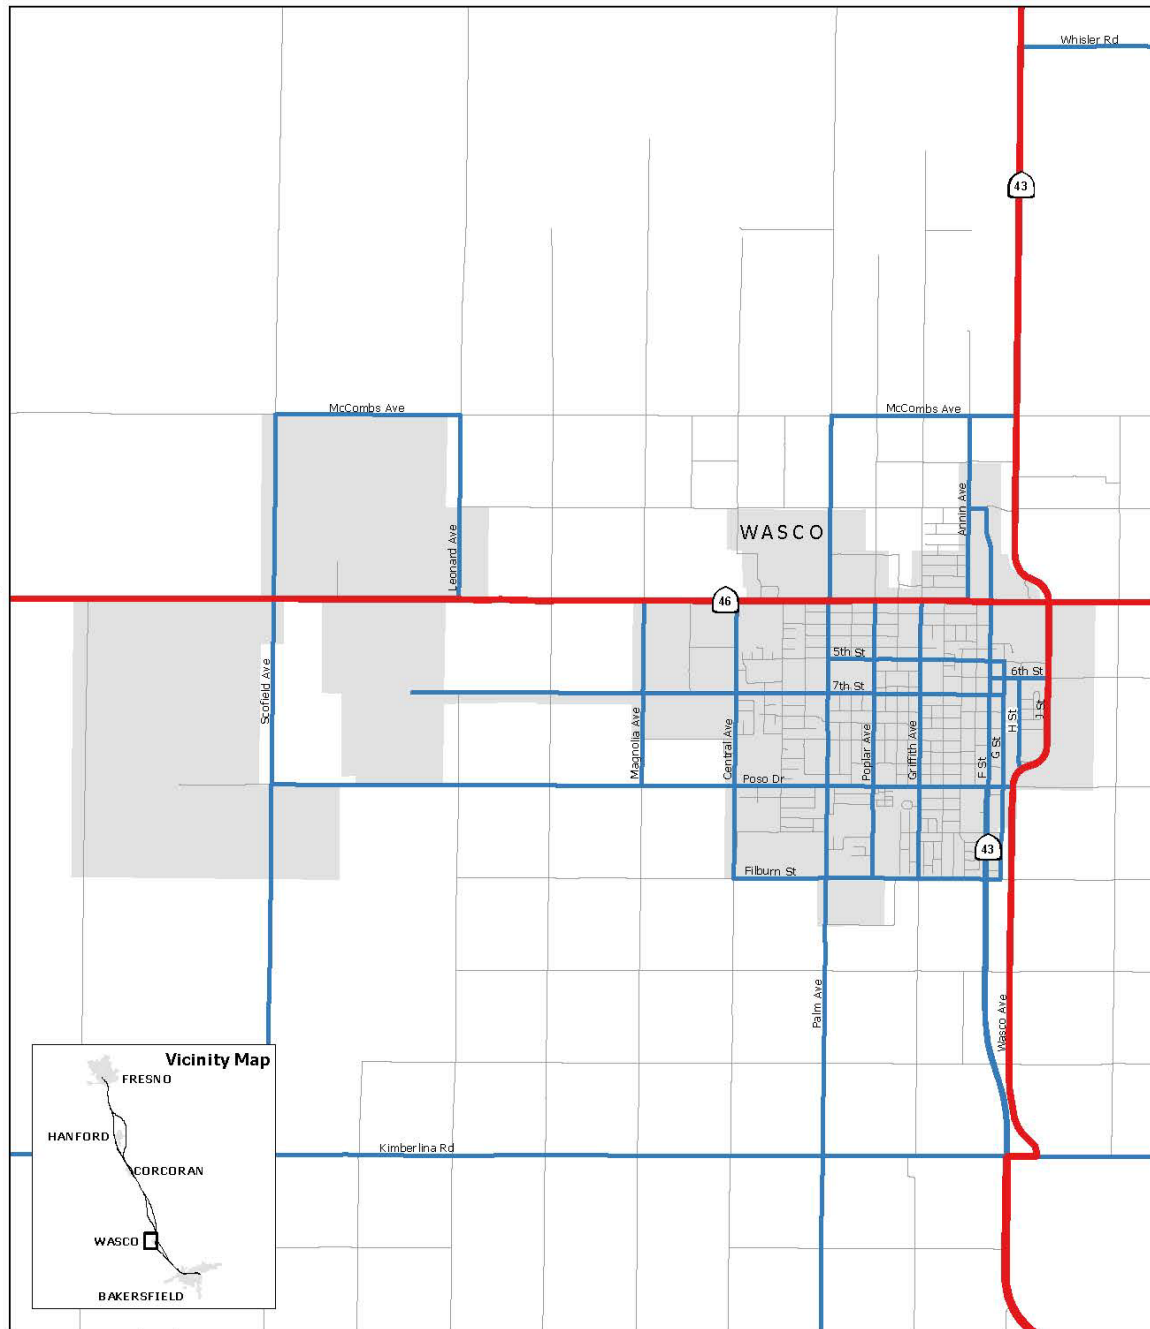 Whisler Rd
43
McCombs Ave
McCombs Ave
Annin Ave
WASCO
Leonard Ave
46
5th St
6th St
Scofield Ave
7th St
J St
H St
Magnolia Ave
Central Ave
Poplar Ave
Griffith Ave
G St
F St
Poso Dr
43
Filburn St
Palm Ave
Wasco Ave
Vicinity Map
FRESNO
HANFORD
Kimberlina Rd
CORCORAN
WASCO
BAKERSFIELD